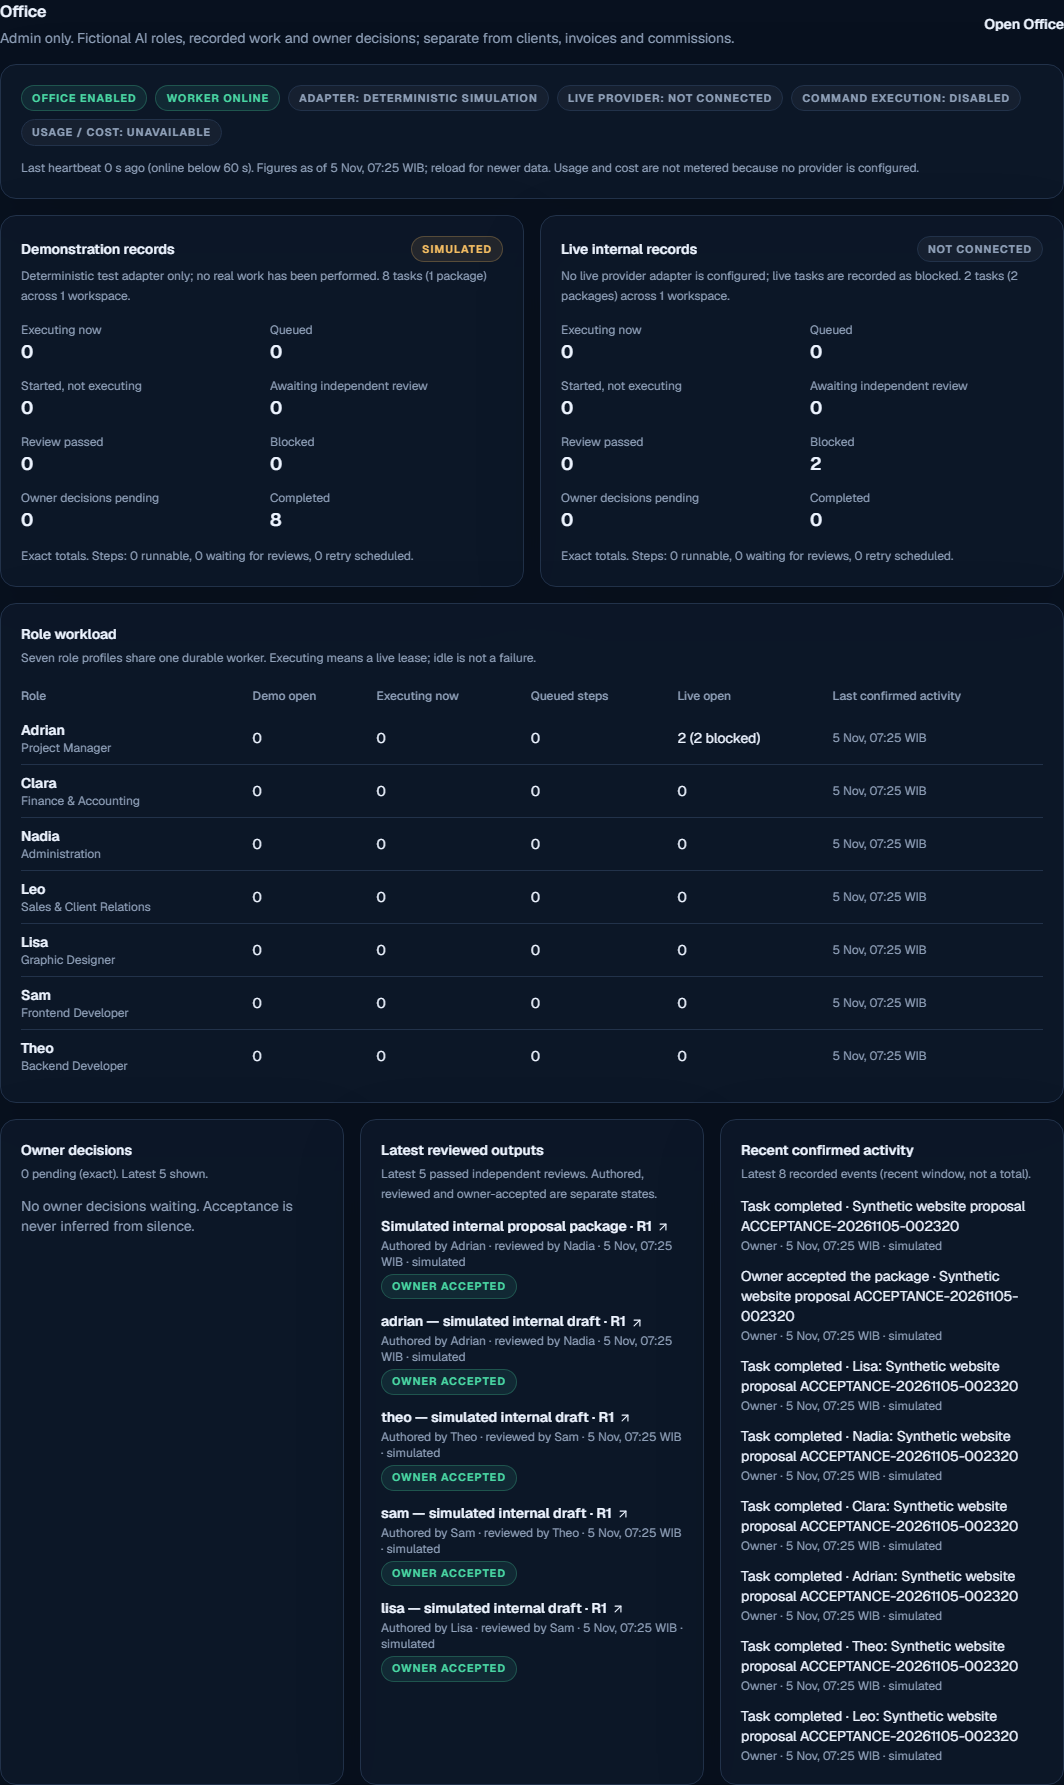 Office
Open Office
Admin only. Fictional AI roles, recorded work and owner decisions; separate from clients, invoices and commissions.
OFFICE ENABLED
WORKER ONLINE
ADAPTER: DETERMINISTIC SIMULATION
LIVE PROVIDER: NOT CONNECTED
COMMAND EXECUTION: DISABLED
USAGE / COST: UNAVAILABLE
Last heartbeat 0 s ago (online below 60 s). Figures as of 5 Nov, 07:25 WIB; reload for newer data. Usage and cost are not metered because no provider is configured.
Demonstration records
SIMULATED
Deterministic test adapter only; no real work has been performed. 8 tasks (1 package)
across 1 workspace.
Executing now
Queued
0
0
Started, not executing
Awaiting independent review
0
0
Review passed
Blocked
0
0
Owner decisions pending
Completed
0
8
Exact totals. Steps: 0 runnable, 0 waiting for reviews, 0 retry scheduled.
Live internal records
NOT CONNECTED
No live provider adapter is configured; live tasks are recorded as blocked. 2 tasks (2
packages) across 1 workspace.
Executing now
Queued
0
0
Started, not executing
Awaiting independent review
0
0
Review passed
Blocked
0
2
Owner decisions pending
Completed
0
0
Exact totals. Steps: 0 runnable, 0 waiting for reviews, 0 retry scheduled.
Role workload
Seven role profiles share one durable worker. Executing means a live lease; idle is not a failure.
Role Demo open Executing now Queued steps Live open Last confirmed activity
Adrian
Project Manager
0 0 0 2 (2 blocked) 5 Nov, 07:25 WIB
Clara
Finance & Accounting
0 0 0 0 5 Nov, 07:25 WIB
Nadia
Administration
0 0 0 0 5 Nov, 07:25 WIB
Leo
Sales & Client Relations
0 0 0 0 5 Nov, 07:25 WIB
Lisa
Graphic Designer
0 0 0 0 5 Nov, 07:25 WIB
Sam
Frontend Developer
0 0 0 0 5 Nov, 07:25 WIB
Theo
Backend Developer
0 0 0 0 5 Nov, 07:25 WIB
Owner decisions
0 pending (exact). Latest 5 shown.
No owner decisions waiting. Acceptance is
never inferred from silence.
Latest reviewed outputs
Latest 5 passed independent reviews. Authored,
reviewed and owner-accepted are separate states.
Simulated internal proposal package · R1 ↗
Authored by Adrian · reviewed by Nadia · 5 Nov, 07:25
WIB · simulated
OWNER ACCEPTED
adrian — simulated internal draft · R1 ↗
Authored by Adrian · reviewed by Nadia · 5 Nov, 07:25
WIB · simulated
OWNER ACCEPTED
theo — simulated internal draft · R1 ↗
Authored by Theo · reviewed by Sam · 5 Nov, 07:25 WIB
· simulated
OWNER ACCEPTED
sam — simulated internal draft · R1 ↗
Authored by Sam · reviewed by Theo · 5 Nov, 07:25 WIB
· simulated
OWNER ACCEPTED
lisa — simulated internal draft · R1 ↗
Authored by Lisa · reviewed by Sam · 5 Nov, 07:25 WIB ·
simulated
OWNER ACCEPTED
Recent confirmed activity
Latest 8 recorded events (recent window, not a total).
Task completed · Synthetic website proposal
ACCEPTANCE-20261105-002320
Owner · 5 Nov, 07:25 WIB · simulated
Owner accepted the package · Synthetic
website proposal ACCEPTANCE-20261105-
002320
Owner · 5 Nov, 07:25 WIB · simulated
Task completed · Lisa: Synthetic website
proposal ACCEPTANCE-20261105-002320
Owner · 5 Nov, 07:25 WIB · simulated
Task completed · Nadia: Synthetic website
proposal ACCEPTANCE-20261105-002320
Owner · 5 Nov, 07:25 WIB · simulated
Task completed · Clara: Synthetic website
proposal ACCEPTANCE-20261105-002320
Owner · 5 Nov, 07:25 WIB · simulated
Task completed · Adrian: Synthetic website
proposal ACCEPTANCE-20261105-002320
Owner · 5 Nov, 07:25 WIB · simulated
Task completed · Theo: Synthetic website
proposal ACCEPTANCE-20261105-002320
Owner · 5 Nov, 07:25 WIB · simulated
Task completed · Leo: Synthetic website
proposal ACCEPTANCE-20261105-002320
Owner · 5 Nov, 07:25 WIB · simulated